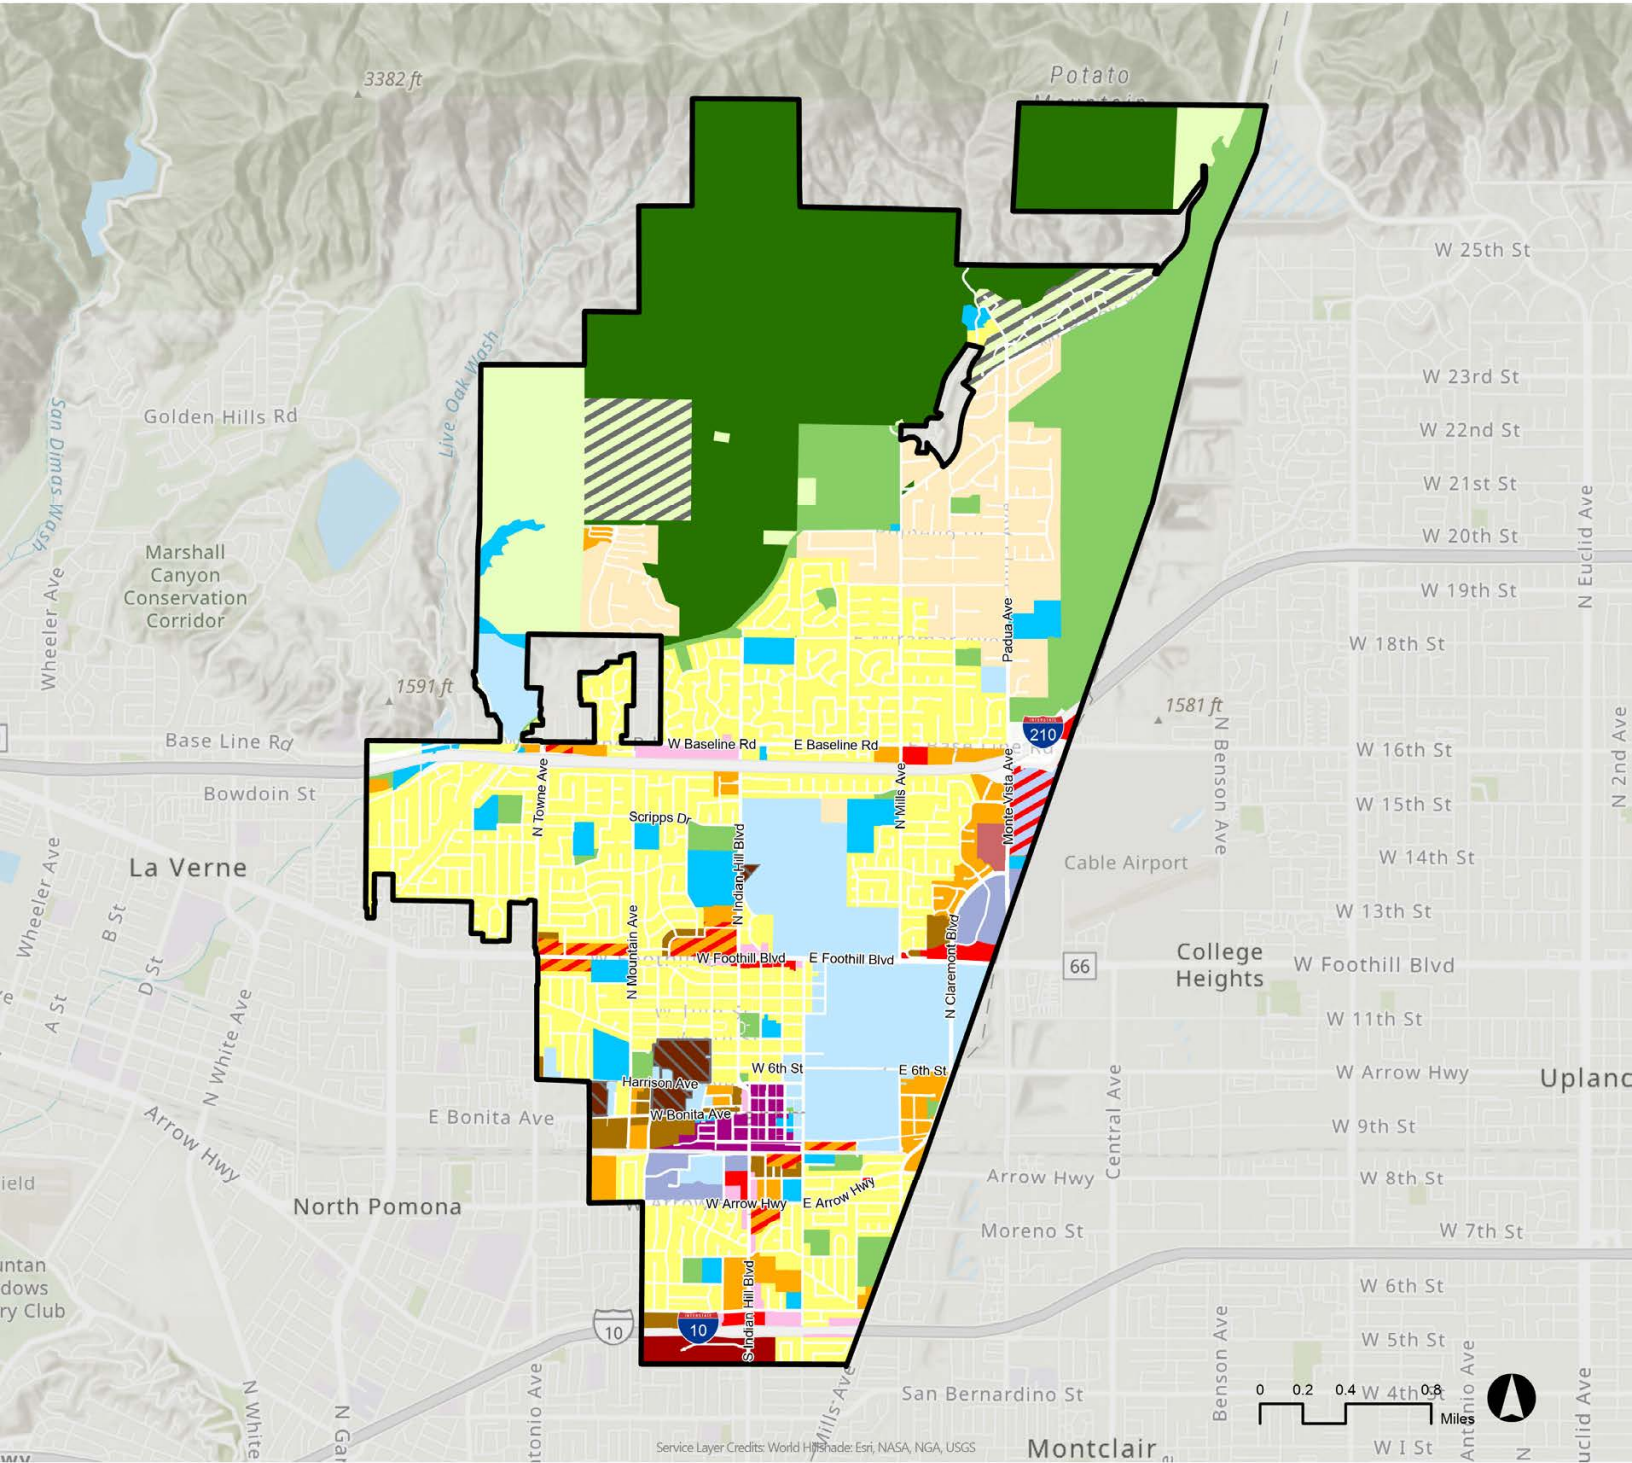 3382 ft
Potato
Mountain
W 25th St
Live Oak Wash
San Dimas Wash
Golden Hills Rd
W 23rd St
W 22nd St
W 21st St
W 20th St
N Euclid Ave
Marshall
Canyon
Conservation
Corridor
Wheeler Ave
W 19th St
Padua Ave
E Miramar Ave
W 18th St
1591 ft
1581 ft
INTERSTATE
210
N Benson Ave
N 2nd Ave
Base Line Rd
W Baseline Rd
E Baseline Rd
E Base Line Rd
W 16th St
Bowdoin St
N Towne Ave
N Mills Ave
Monte Vista Ave
W 15th St
Scripps Dr
La Verne
N Indian Hill Blvd
Cable Airport
W 14th St
Wheeler Ave
B St
W 13th St
N Mountain Ave
N Claremont Blvd
D St
A St
N White Ave
W Foothill Blvd
E Foothill Blvd
66
College
Heights
W Foothill Blvd
W 11th St
W 6th St
E 6th St
Harrison Ave
W Arrow Hwy
Upland
Arrow Hwy
E Bonita Ave
W Bonita Ave
Central Ave
W 9th St
North Pomona
W Arrow Hwy
E Arrow Hwy
Arrow Hwy
W 8th St
Moreno St
W 7th St
S Indian Hill Blvd
W 6th St
ry Club
10
INTERSTATE
10
W 5th St
Benson Ave
N White
San Bernardino St
Mills Ave
0 0.2 0.4 0.8
Miles
W 4th St
Antonio Ave
Service Layer Credits: World Hillshade: Esri, NASA, NGA, USGS
Montclair
W I St